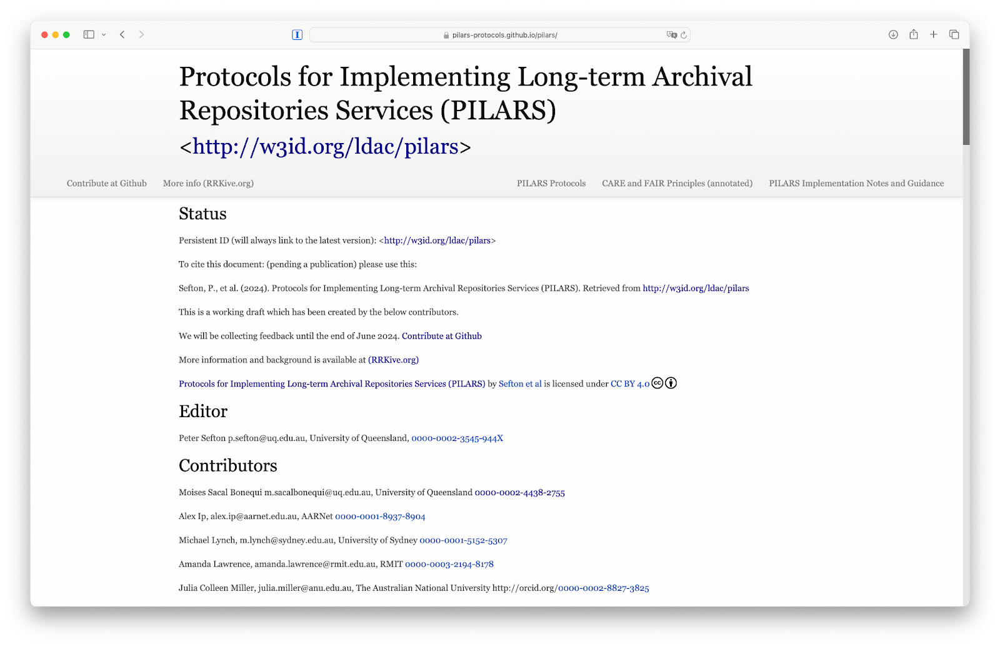 pilars-protocols.github.io/pilars/
Protocols for Implementing Long-term Archival
Repositories Services (PILARS)
<http://w3id.org/ldac/pilars>
Contribute at Github
More info (RRKive.org)
PILARS Protocols
CARE and FAIR Principles (annotated)
PILARS Implementation Notes and Guidance
Status
Persistent ID (will always link to the latest version): <http://w3id.org/ldac/pilars>
To cite this document: (pending a publication) please use this:
Sefton, P., et al. (2024). Protocols for Implementing Long-term Archival Repositories Services (PILARS). Retrieved from http://w3id.org/ldac/pilars
This is a working draft which has been created by the below contributors.
We will be collecting feedback until the end of June 2024. Contribute at Github
More information and background is available at (RRKive.org)
Protocols for Implementing Long-term Archival Repositories Services (PILARS) by Sefton et al is licensed under CC BY 4.0
Editor
Peter Sefton p.sefton@uq.edu.au, University of Queensland, 0000-0002-3545-944X
Contributors
Moises Sacal Bonequi m.sacalbonequi@uq.edu.au, University of Queensland 0000-0002-4438-2755
Alex Ip, alex.ip@aarnet.edu.au, AARNet 0000-0001-8937-8904
Michael Lynch, m.lynch@sydney.edu.au, University of Sydney 0000-0001-5152-5307
Amanda Lawrence, amanda.lawrence@rmit.edu.au, RMIT 0000-0003-2194-8178
Julia Colleen Miller, julia.miller@anu.edu.au, The Australian National University http://orcid.org/0000-0002-8827-3825